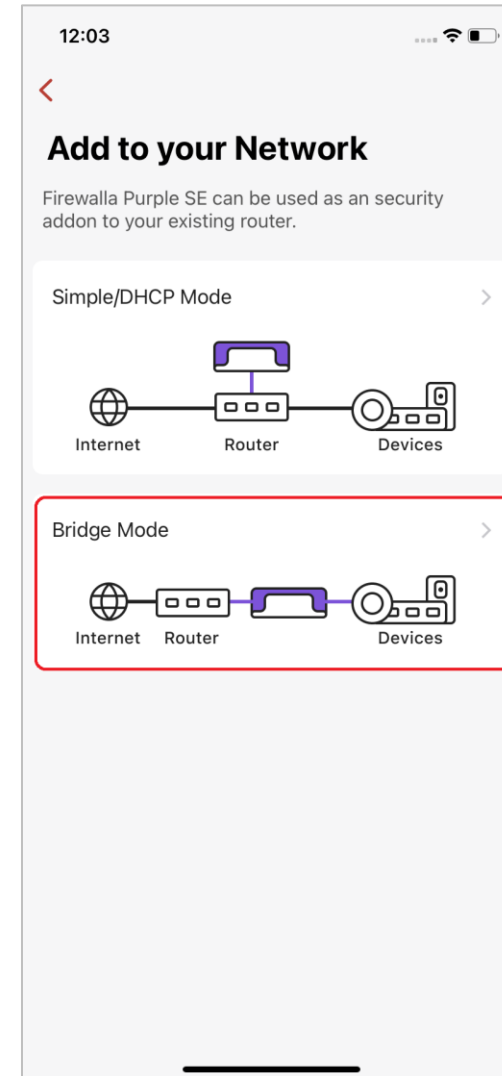 12:03
Add to your Network
Firewalla Purple SE can be used as an security
addon to your existing router.
Simple/DHCP Mode
Internet Router Devices
Bridge Mode
Internet Router Devices